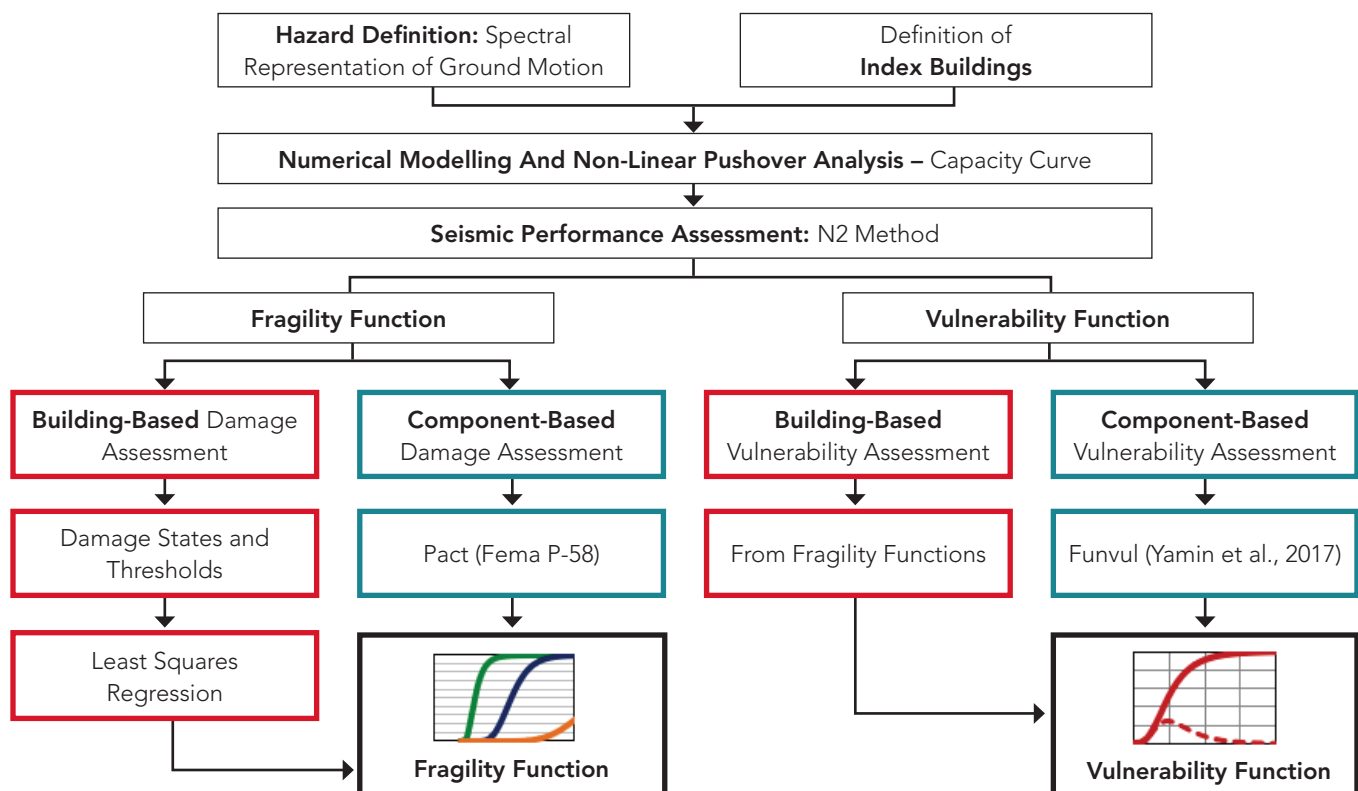 Hazard Definition: Spectral
Representation of Ground Motion
Definition of
Index Buildings
Numerical Modelling And Non-Linear Pushover Analysis – Capacity Curve
Seismic Performance Assessment: N2 Method
Fragility Function
Vulnerability Function
Building-Based Damage
Assessment
Component-Based
Damage Assessment
Building-Based
Vulnerability Assessment
Component-Based
Vulnerability Assessment
Damage States and
Thresholds
Pact (Fema P-58)
From Fragility Functions
Funvul (Yamin et al., 2017)
Least Squares
Regression
Fragility Function
Vulnerability Function